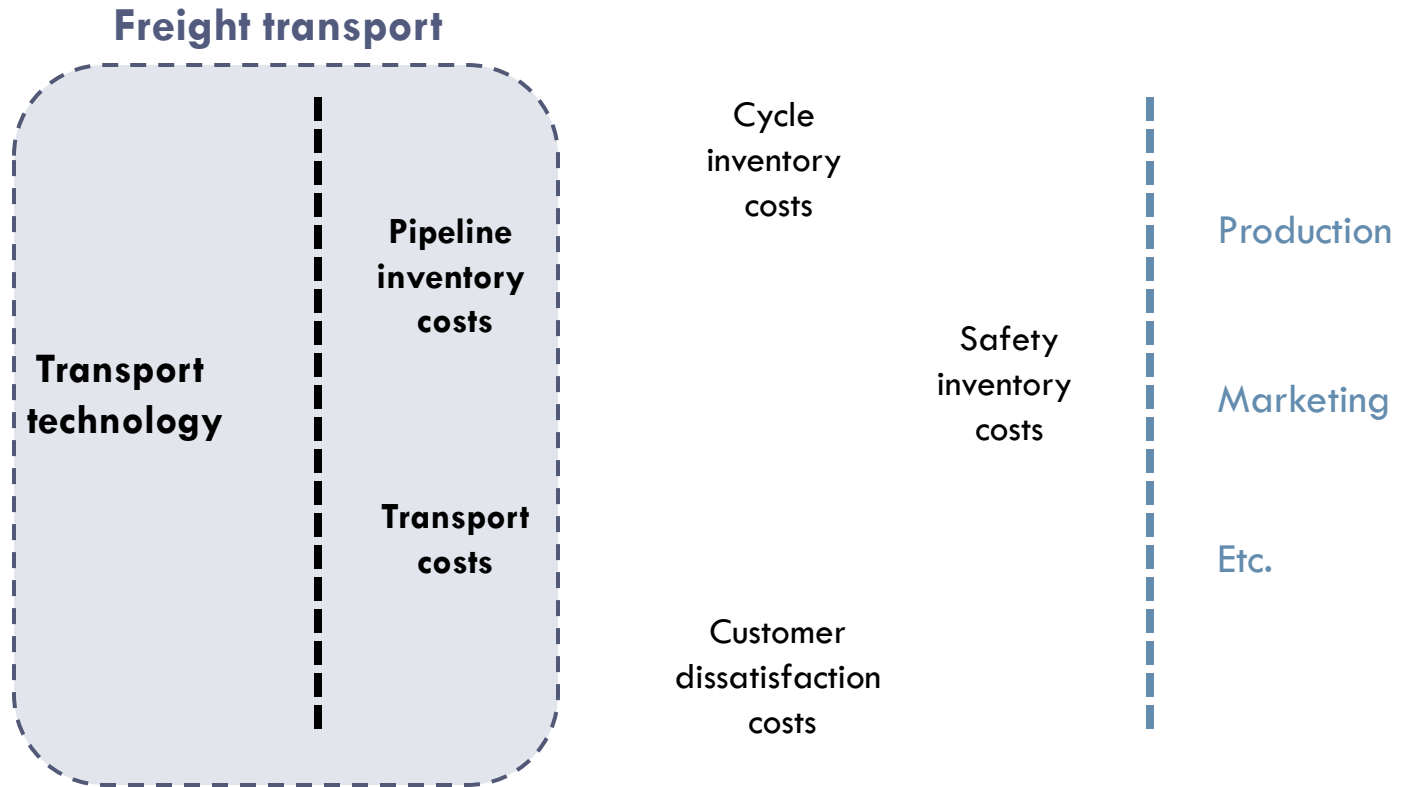 Freight transport
Transport
technology
Pipeline
inventory
costs
Transport
costs
Cycle
inventory
costs
Safety
inventory
costs
Customer
dissatisfaction
costs
Production
Marketing
Etc.